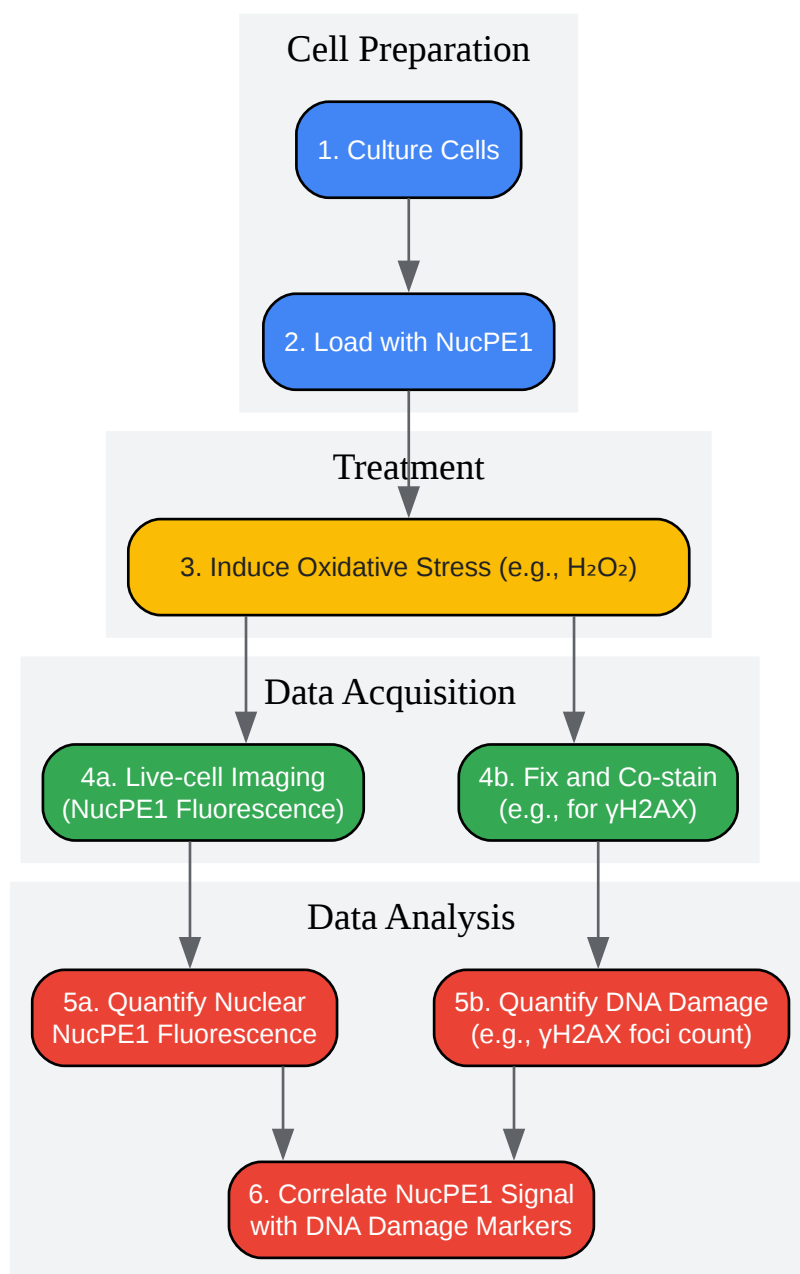 Cell Preparation
1. Culture Cells
2. Load with NucPE1
Treatment
3. Induce Oxidative Stress (e.g., H₂O₂)
Data Acquisition
4a. Live-cell Imaging
(NucPE1 Fluorescence)
4b. Fix and Co-stain
(e.g., for γH2AX)
Data Analysis
5a. Quantify Nuclear
NucPE1 Fluorescence
5b. Quantify DNA Damage
(e.g., γH2AX foci count)
6. Correlate NucPE1 Signal
with DNA Damage Markers